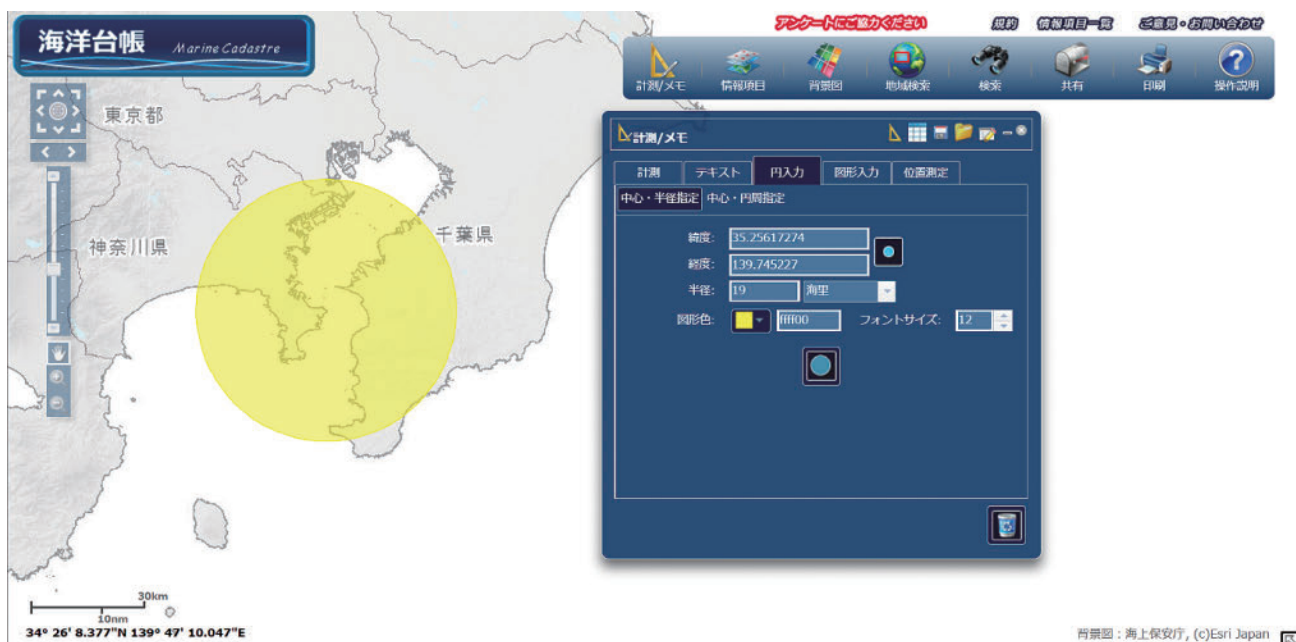 海洋台帳 Marine Cadastre
アンケートにご協力ください 規約 情報項目一覧 ご意見・お問い合わせ
計測/メモ 情報項目 背景図 地域検索 検索 共有 印刷 操作説明
東京都
神奈川県
千葉県
計測/メモ
計測 テキスト 円入力 図形入力 位置測定
中心・半径指定 中心・円周指定
緯度: 35.25617274
経度: 139.745227
半径: 19 海里
図形色: ffff00 フォントサイズ: 12
30km
10nm
34° 26' 8.377"N 139° 47' 10.047"E
背景図：海上保安庁, (c)Esri Japan